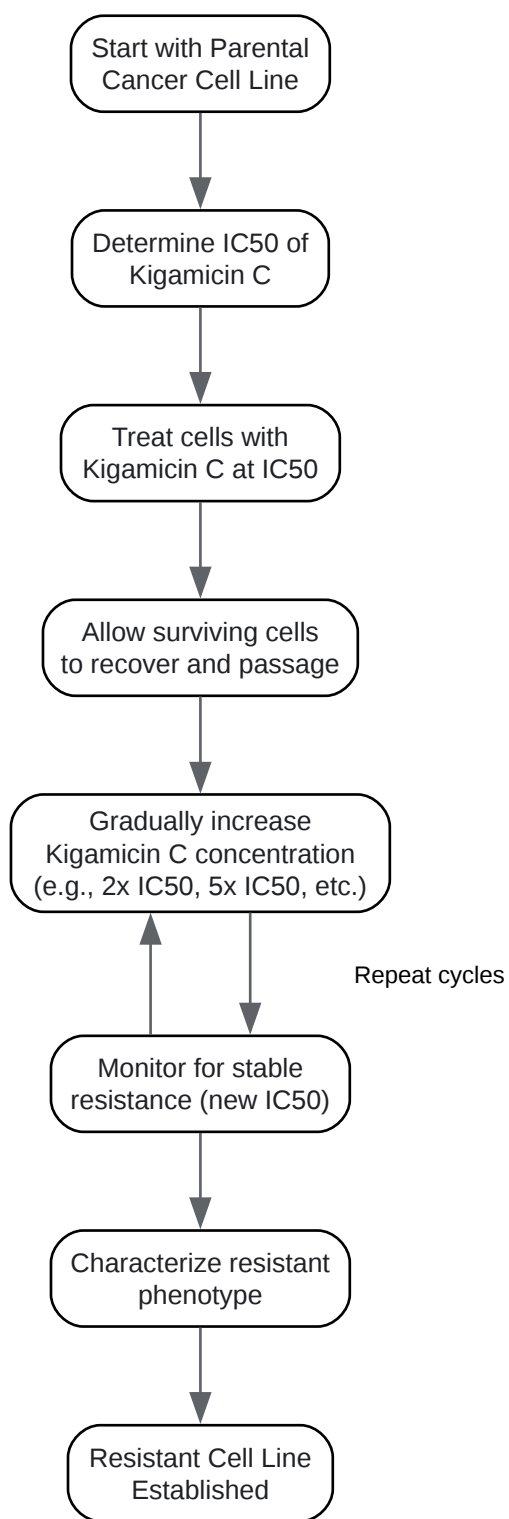 Start with Parental
Cancer Cell Line
Determine IC50 of
Kigamicin C
Treat cells with
Kigamicin C at IC50
Allow surviving cells
to recover and passage
Gradually increase
Kigamicin C concentration
(e.g., 2x IC50, 5x IC50, etc.)
Repeat cycles
Monitor for stable
resistance (new IC50)
Characterize resistant
phenotype
Resistant Cell Line
Established